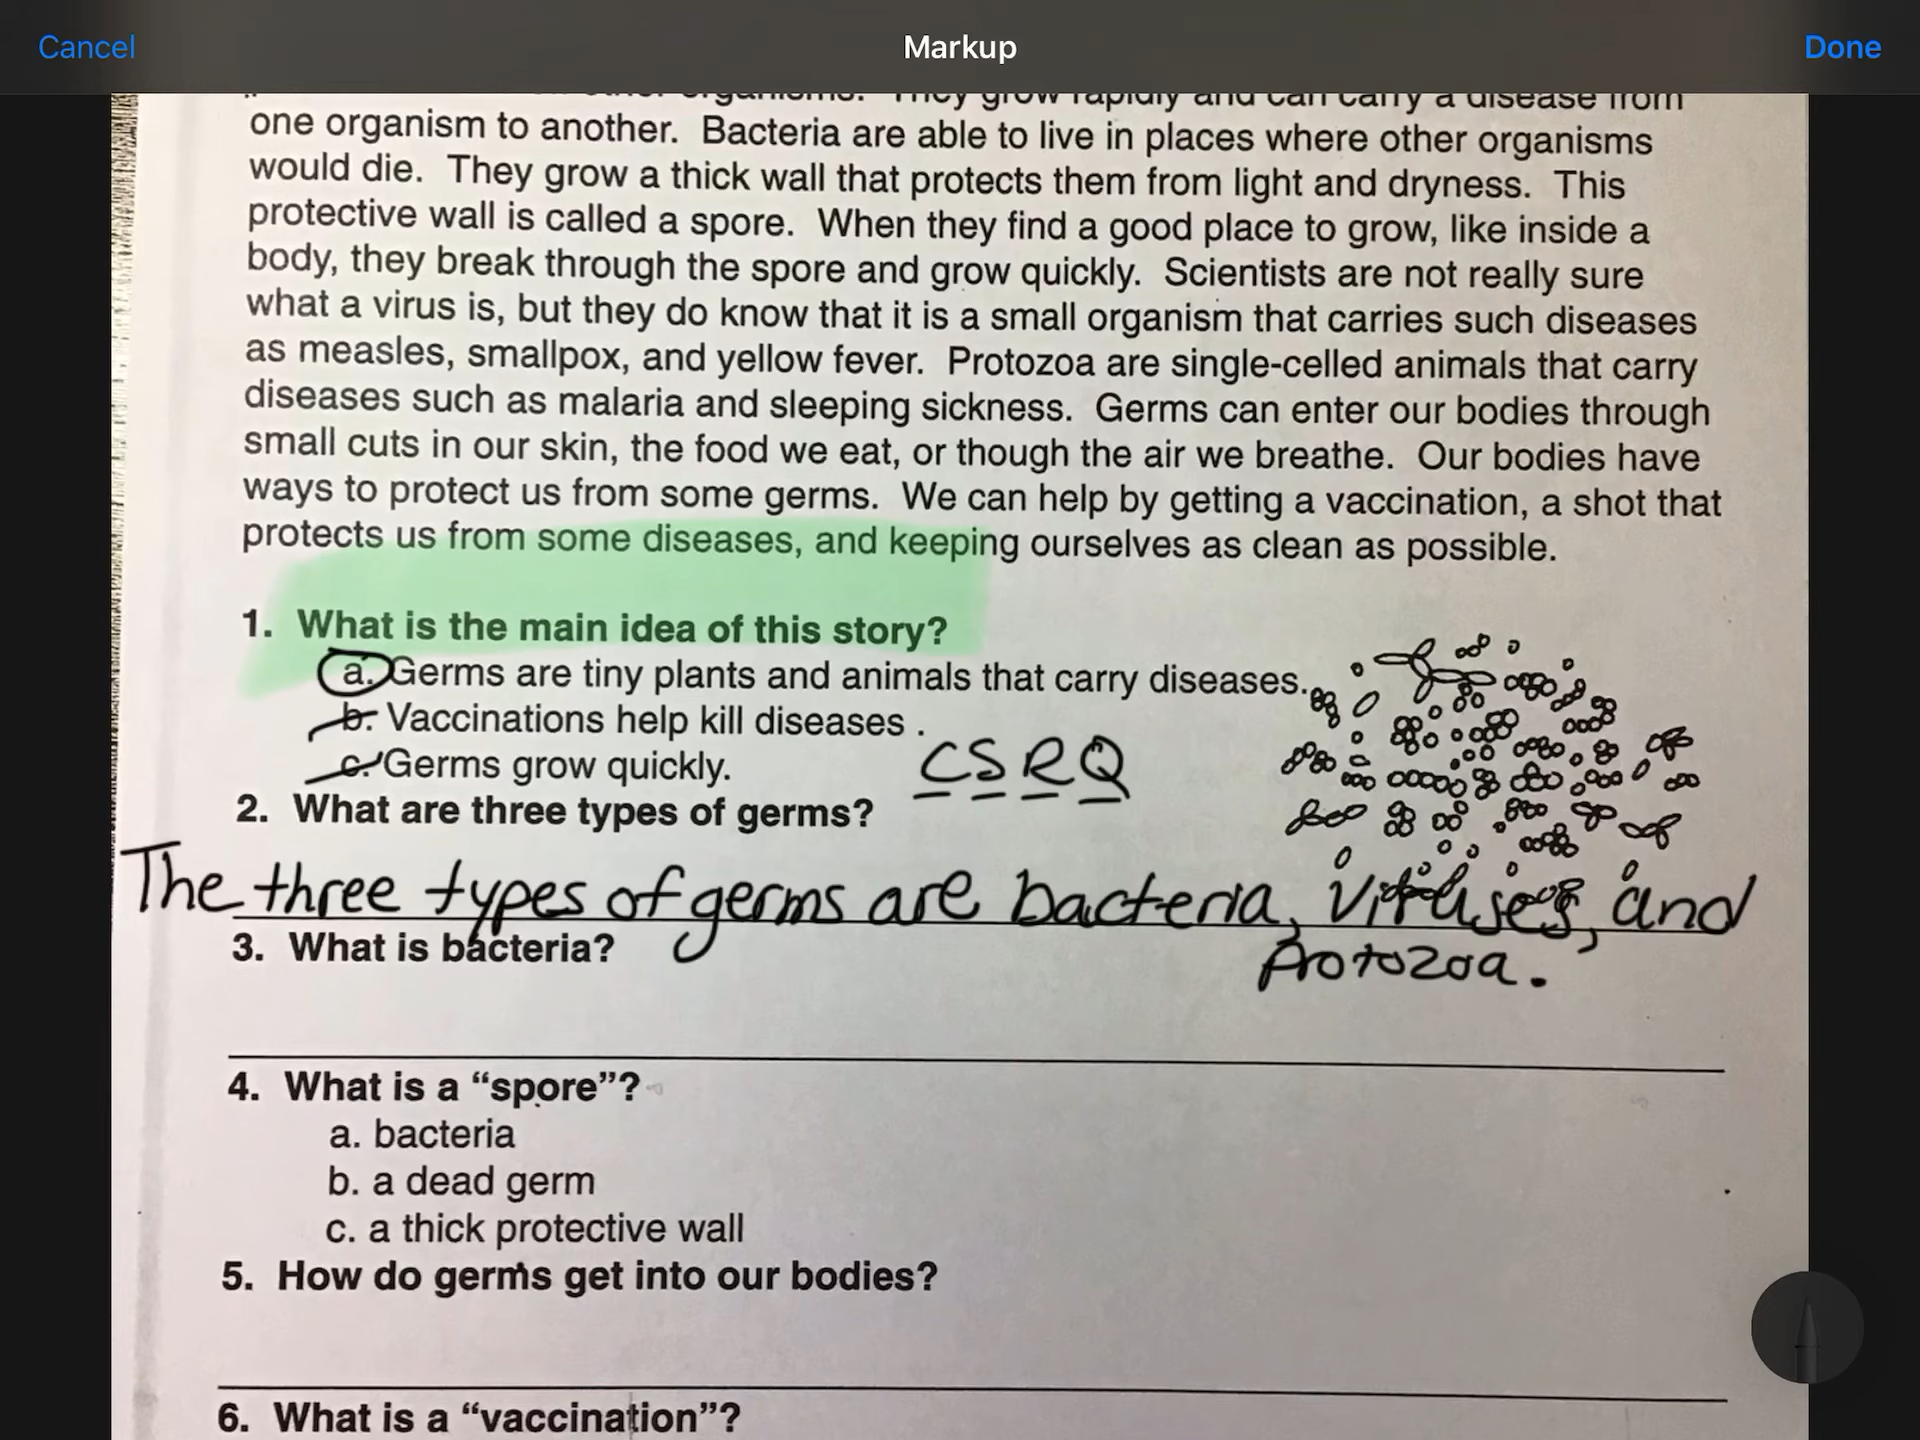 Cancel
Markup
Done
organisms. They grow rapidly and can carry a disease from
one organism to another. Bacteria are able to live in places where other organisms
would die. They grow a thick wall that protects them from light and dryness. This
protective wall is called a spore. When they find a good place to grow, like inside a
body, they break through the spore and grow quickly. Scientists are not really sure
what a virus is, but they do know that it is a small organism that carries such diseases
as measles, smallpox, and yellow fever. Protozoa are single-celled animals that carry
diseases such as malaria and sleeping sickness. Germs can enter our bodies through
small cuts in our skin, the food we eat, or though the air we breathe. Our bodies have
ways to protect us from some germs. We can help by getting a vaccination, a shot that
protects us from some diseases, and keeping ourselves as clean as possible.
1. What is the main idea of this story?
a. Germs are tiny plants and animals that carry diseases.
b. Vaccinations help kill diseases .
c. Germs grow quickly.
CSRQ
2. What are three types of germs?
The three types of germs are bacteria, viruses, and
Protozoa.
3. What is bacteria?
4. What is a “spore”?
a. bacteria
b. a dead germ
c. a thick protective wall
5. How do germs get into our bodies?
6. What is a “vaccination”?